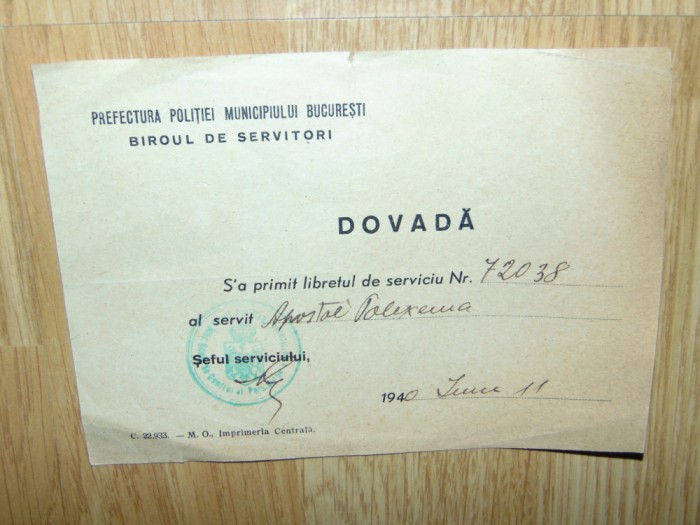 PREFECTURA POLIȚIEI MUNICIPIULUI BUCUREȘTI
BIROUL DE SERVITORI
DOVADĂ
S'a primit libretul de serviciu Nr. 72038
al servit Apostol Polixenia
Șeful serviciului,
1940 Iunie 11
C. 22,933. — M. O., Imprimeria Centrală.